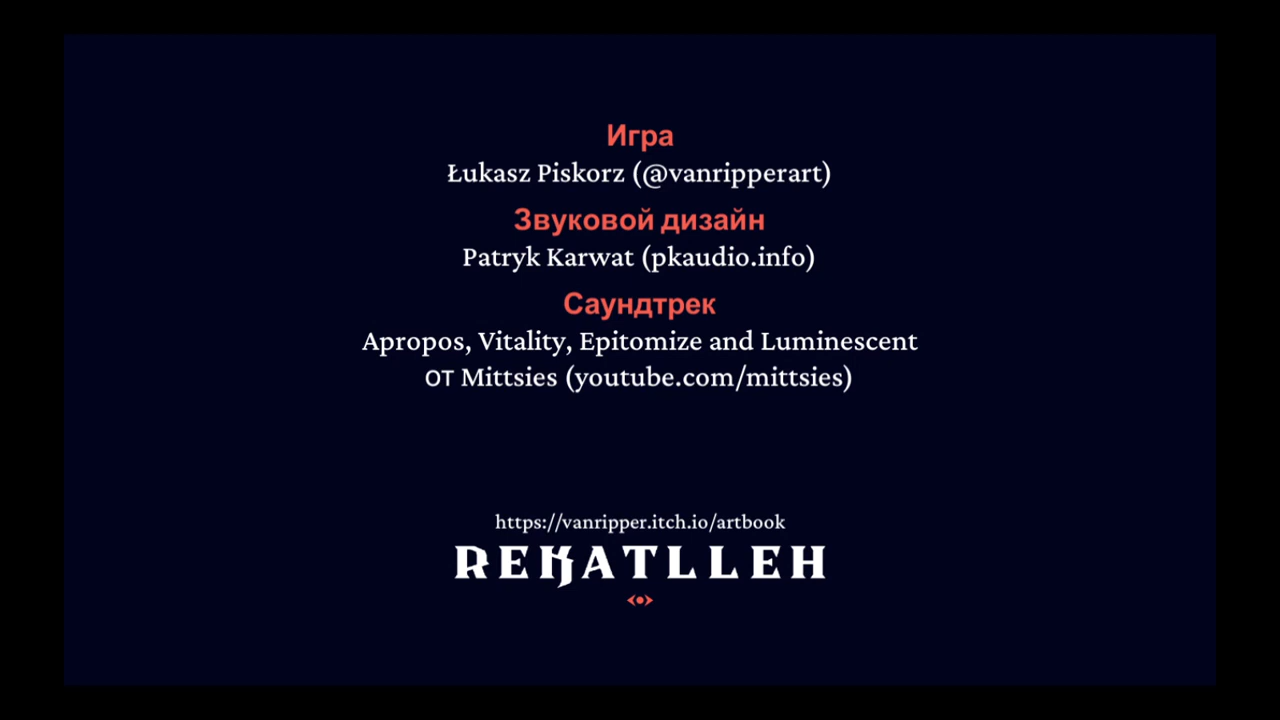 Игра
Łukasz Piskorz (@vanripperart)
Звуковой дизайн
Patryk Karwat (pkaudio.info)
Саундтрек
Apropos, Vitality, Epitomize and Luminescent
от Mittsies (youtube.com/mittsies)
https://vanripper.itch.io/artbook
REKATLLEH